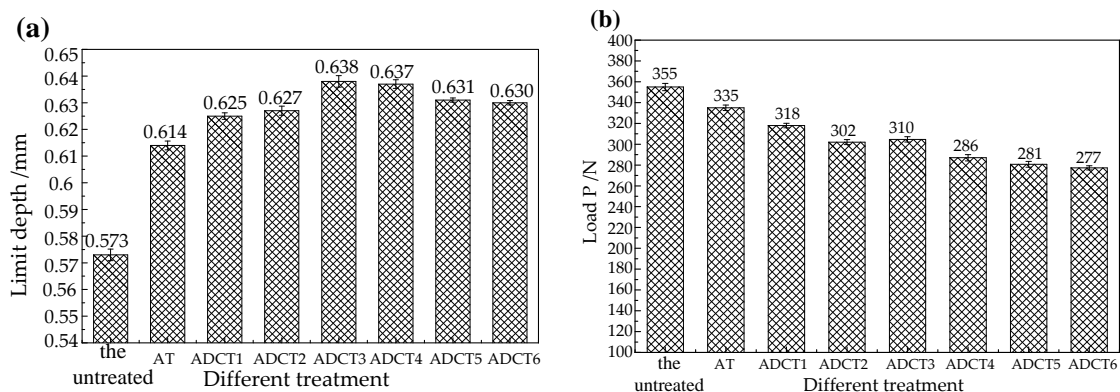 (a)
Limit depth /mm
0.65
0.64
0.63
0.62
0.61
0.6
0.59
0.58
0.57
0.56
0.55
0.54
0.573
0.614
0.625
0.627
0.638
0.637
0.631
0.630
the untreated
AT
ADCT1
ADCT2
ADCT3
ADCT4
ADCT5
ADCT6
Different treatment
(b)
Load P /N
400
380
360
340
320
300
280
260
240
220
200
180
160
140
120
100
355
335
318
302
310
286
281
277
the untreated
AT
ADCT1
ADCT2
ADCT3
ADCT4
ADCT5
ADCT6
Different treatment